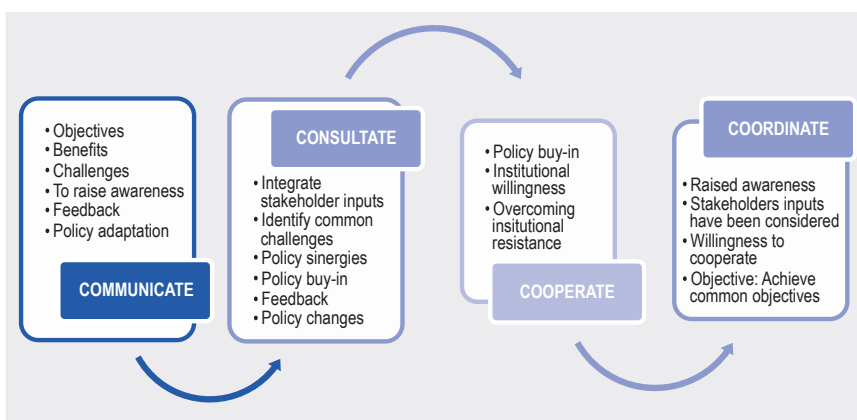 • Objectives
• Benefits
• Challenges
• To raise awareness
• Feedback
• Policy adaptation
COMMUNICATE
CONSULTATE
• Integrate
stakeholder inputs
• Identify common
challenges
• Policy sinergies
• Policy buy-in
• Feedback
• Policy changes
• Policy buy-in
• Institutional
willingness
• Overcoming
insitutional
resistance
COOPERATE
COORDINATE
• Raised awareness
• Stakeholders inputs
have been considered
• Willingness to
cooperate
• Objective: Achieve
common objectives